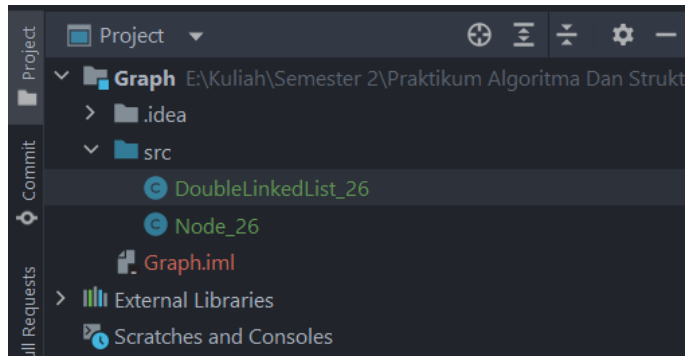 Project
Graph E:\Kuliah\Semester 2\Praktikum Algoritma Dan Strukt
.idea
src
DoubleLinkedList_26
Node_26
Graph.iml
External Libraries
Scratches and Consoles
Project
Commit
ull Requests